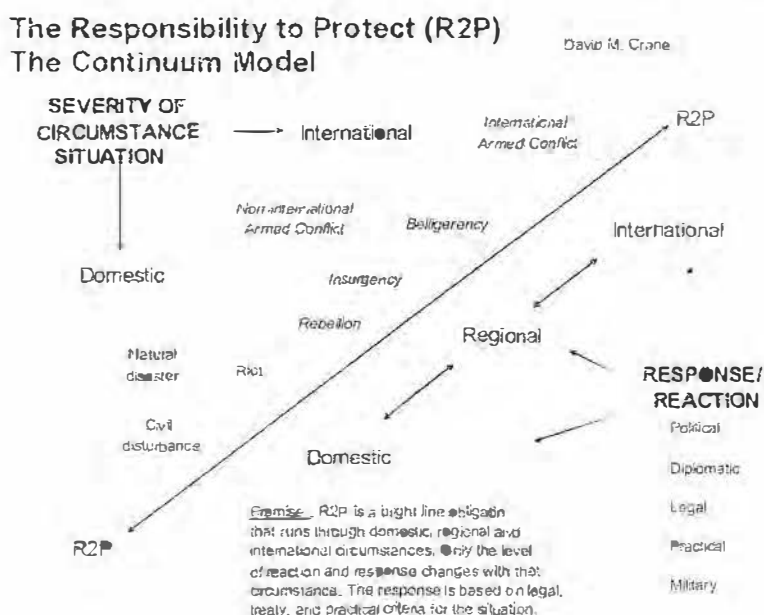 The Responsibility to Protect (R2P)
The Continuum Model
David M. Crane
SEVERITY OF
CIRCUMSTANCE
SITUATION
International
International
Armed Conflict
R2P
Non-international
Armed Conflict
Belligerancy
International
Domestic
Insurgency
Rebellion
Regional
Natural
disaster
Riot
RESPONSE/
REACTION
Civil
disturbance
Domestic
Political
Diplomatic
Legal
Practical
Military
R2P
Premise. R2P is a bright line obligatin
that runs through domestic, regional and
international circumstances. Only the level
of reaction and response changes with that
circumstance. The response is based on legal,
treaty, and practical criteria for the situation.